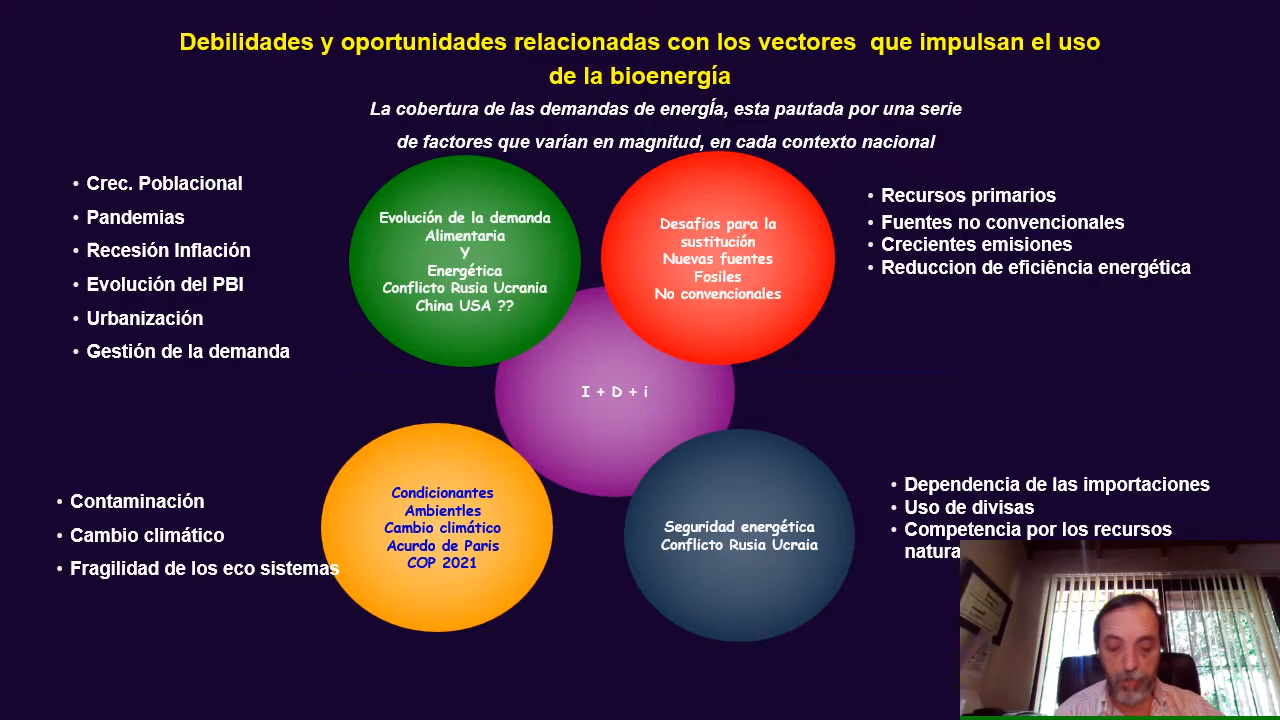 Debilidades y oportunidades relacionadas con los vectores que impulsan el uso
de la bioenergía
La cobertura de las demandas de energÍa, esta pautada por una serie
de factores que varían en magnitud, en cada contexto nacional
• Crec. Poblacional
• Pandemias
• Recesión Inflación
• Evolución del PBI
• Urbanización
• Gestión de la demanda
Evolución de la demanda
Alimentaria
Y
Energética
Conflicto Rusia Ucrania
China USA ??
Desafios para la
sustitución
Nuevas fuentes
Fosiles
No convencionales
• Recursos primarios
• Fuentes no convencionales
• Crecientes emisiones
• Reduccion de eficiência energética
I + D + i
• Contaminación
• Cambio climático
• Fragilidad de los eco sistemas
Condicionantes
Ambientles
Cambio climático
Acurdo de Paris
COP 2021
Seguridad energética
Conflicto Rusia Ucraia
• Dependencia de las importaciones
• Uso de divisas
• Competencia por los recursos
natura